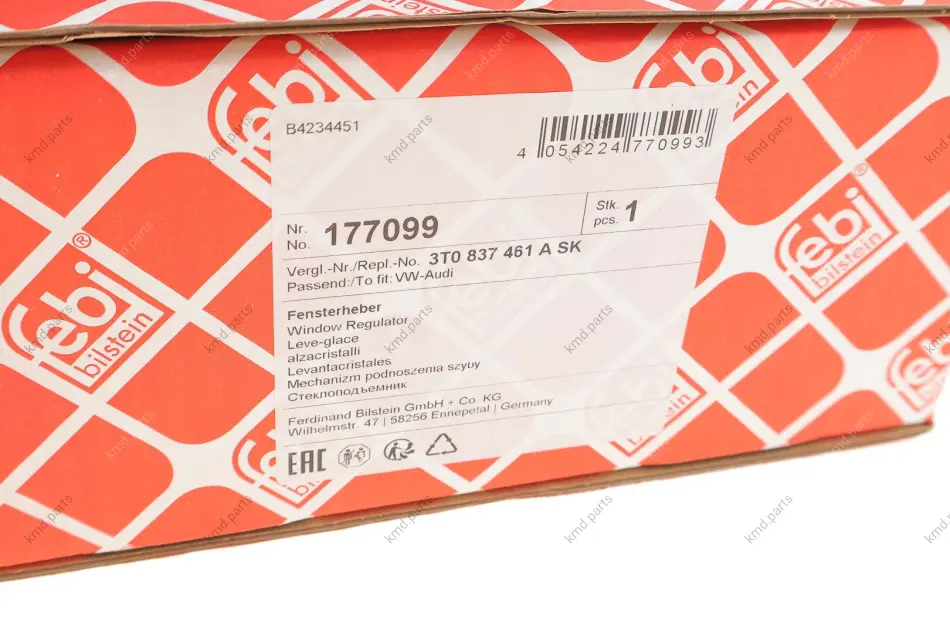 B4234451
4 054224 770993
Nr.
No. 177099
Stk.
pcs. 1
Vergl.-Nr./Repl.-No. 3T0 837 461 A SK
Passend:/To fit: VW-Audi
Fensterheber
Window Regulator
Leve-glace
alzacristalli
Levantacristales
Mechanizm podnoszenia szyby
Стеклоподъемник
Ferdinand Bilstein GmbH + Co. KG
Wilhelmstr. 47 | 58256 Ennepetal | Germany
EAC
febi
bilstein
febi
febi
bilstein
kmd.parts